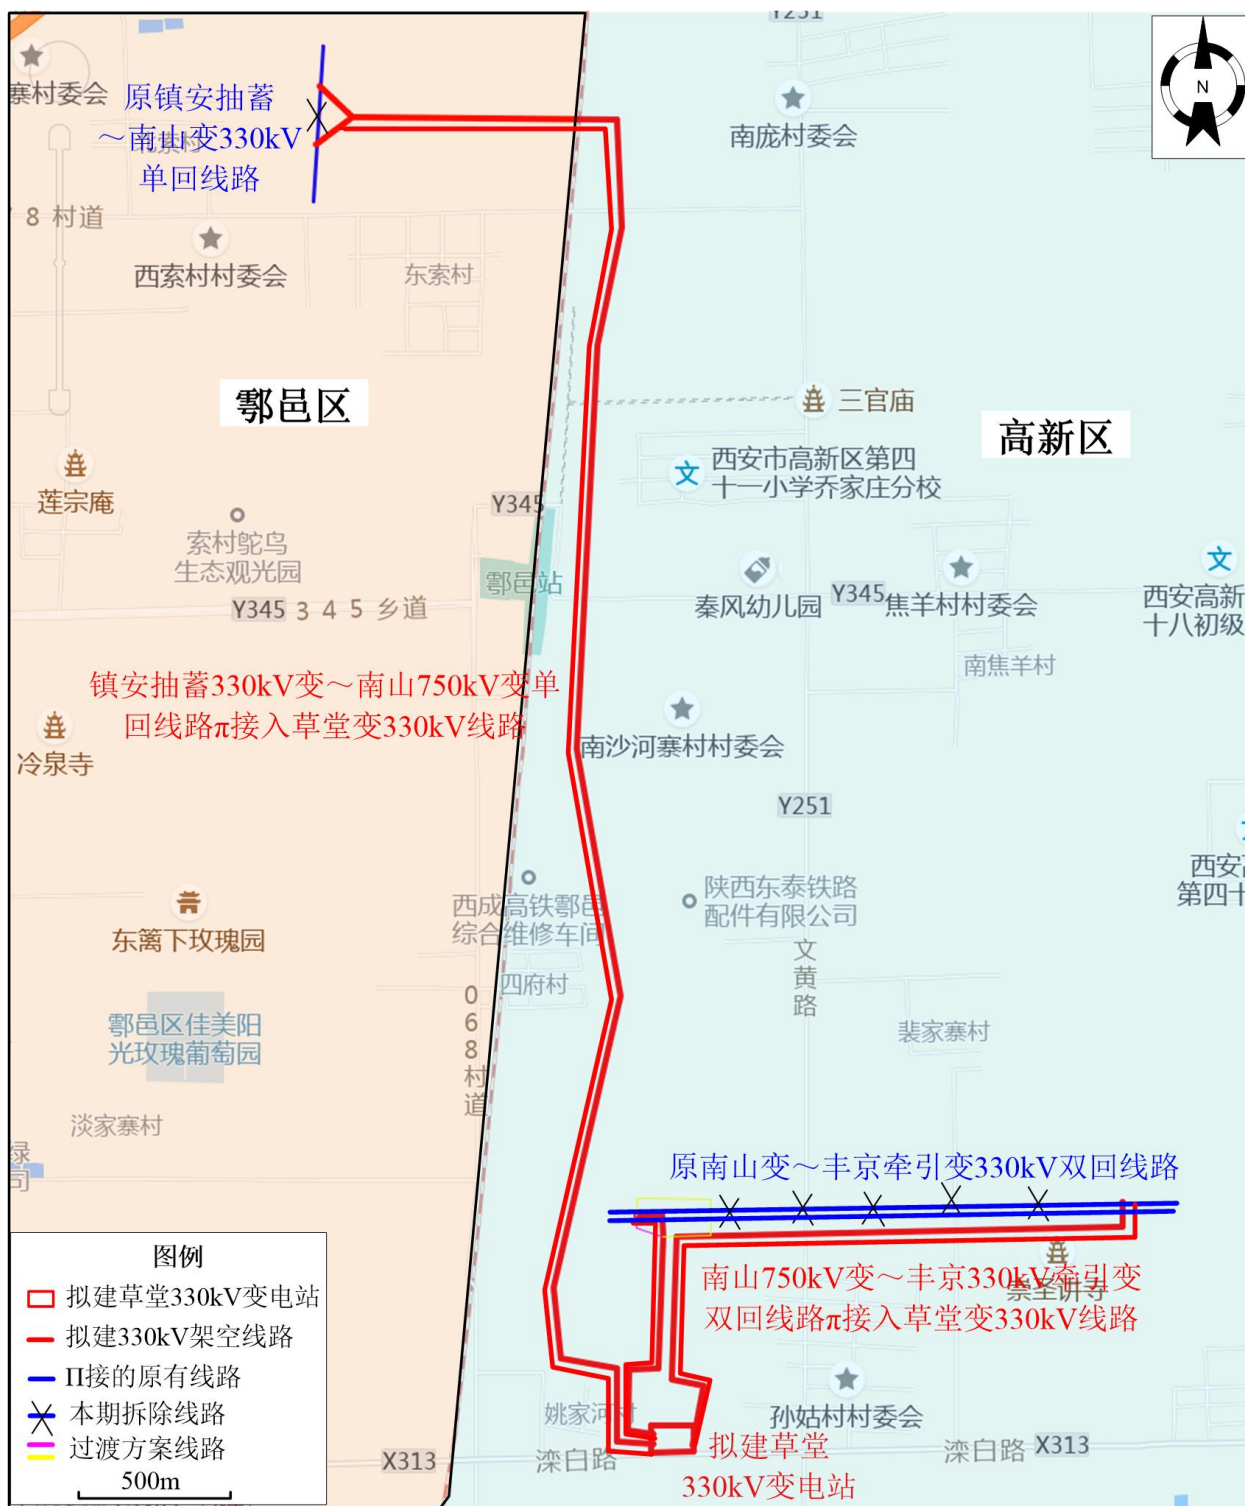 Y251
N
寨村委会
原镇安抽蓄
～南山变330kV
单回线路
南庞村委会
8 村道
西索村村委会
东索村
鄠邑区
三官庙
高新区
西安市高新区第四
十一小学乔家庄分校
莲宗庵
Y345
索村鸵鸟
生态观光园
鄠邑站
Y345 3 4 5 乡道
秦风幼儿园
Y345
焦羊村村委会
西安高新
十八初级
南焦羊村
镇安抽蓄330kV变～南山750kV变单
回线路π接入草堂变330kV线路
冷泉寺
南沙河寨村村委会
Y251
西安高
第四十
陕西东泰铁路
配件有限公司
西成高铁鄠邑
综合维修车间
东篱下玫瑰园
文黄路
四府村
068村道
鄠邑区佳美阳
光玫瑰葡萄园
裴家寨村
淡家寨村
绿
司
原南山变～丰京牵引变330kV双回线路
南山750kV变～丰京330kV牵引变
双回线路π接入草堂变330kV线路
崇圣讲寺
图例
拟建草堂330kV变电站
拟建330kV架空线路
Π接的原有线路
本期拆除线路
过渡方案线路
500m
姚家河村
孙姑村村委会
X313
滦白路
拟建草堂
330kV变电站
滦白路 X313